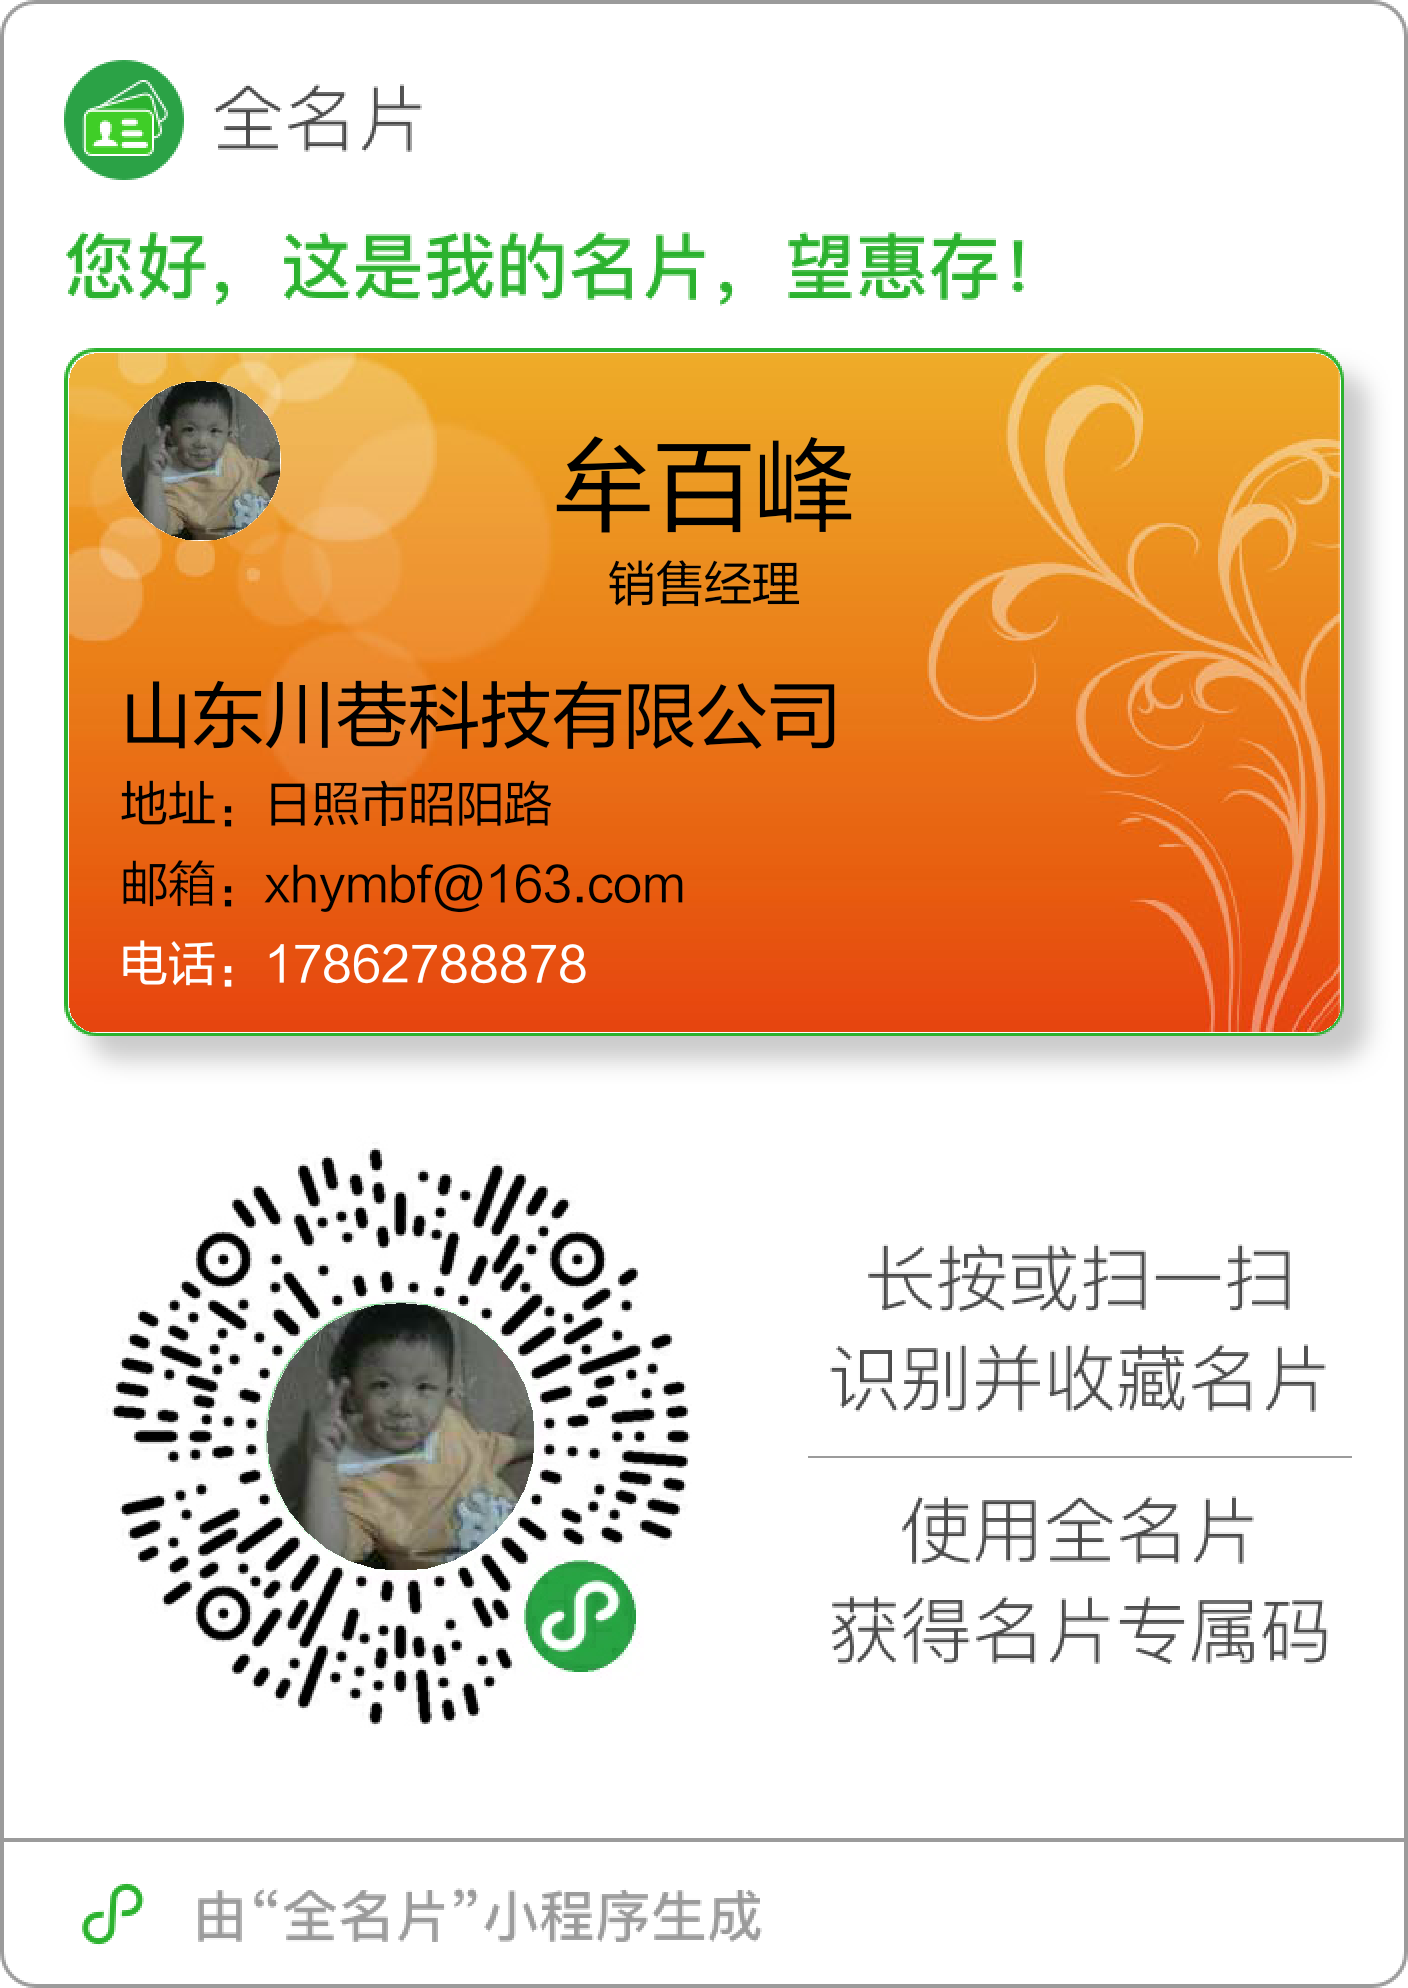 全名片
您好，这是我的名片，望惠存！
牟百峰
销售经理
山东川巷科技有限公司
地址：日照市昭阳路
邮箱：xhymbf@163.com
电话：17862788878
长按或扫一扫
识别并收藏名片
使用全名片
获得名片专属码
由“全名片”小程序生成